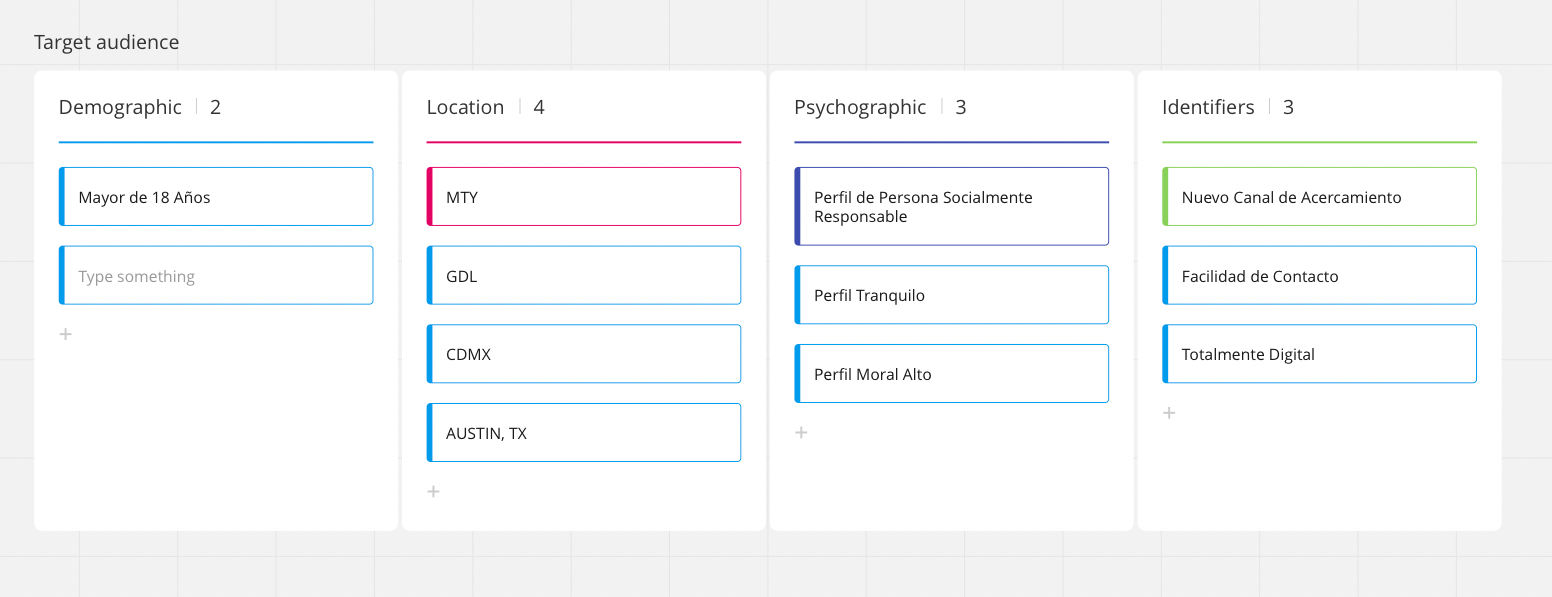 Target audience
Demographic | 2
Mayor de 18 Años
Type something
+
Location | 4
MTY
GDL
CDMX
AUSTIN, TX
+
Psychographic | 3
Perfil de Persona Socialmente
Responsable
Perfil Tranquilo
Perfil Moral Alto
+
Identifiers | 3
Nuevo Canal de Acercamiento
Facilidad de Contacto
Totalmente Digital
+